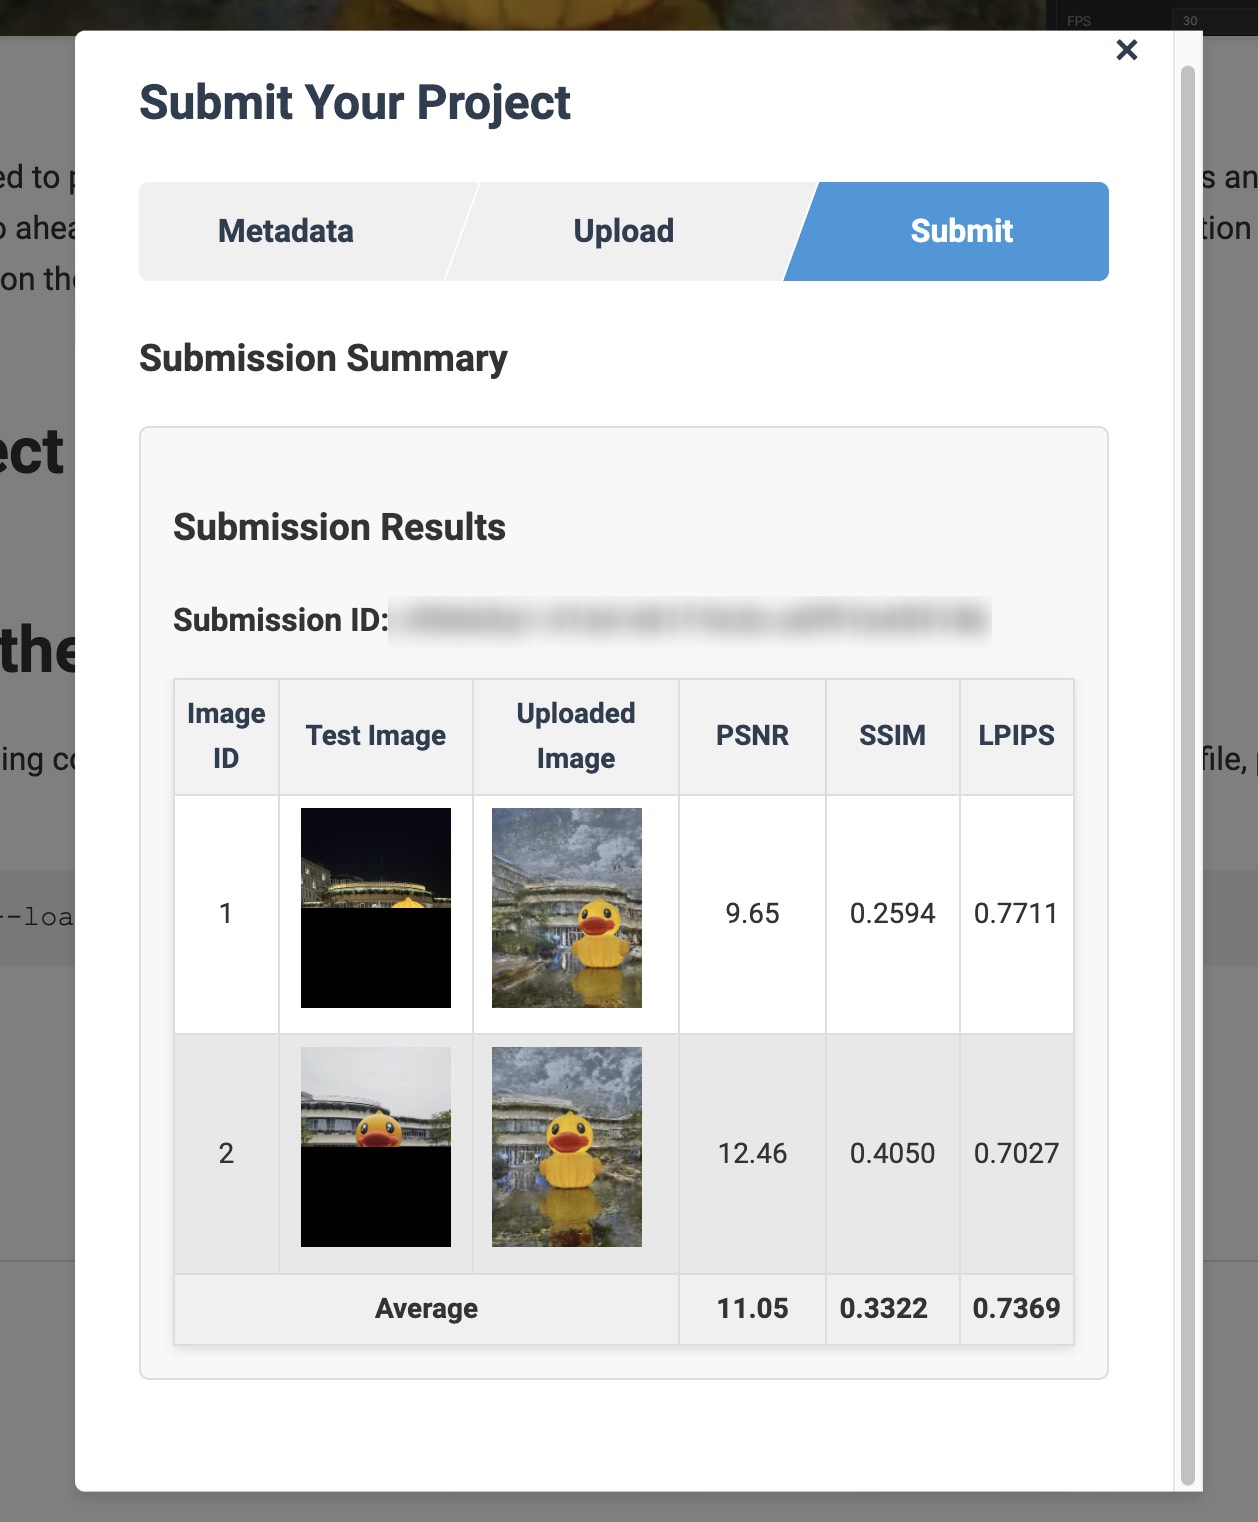 FPS 30
×
Submit Your Project
Metadata Upload Submit
ed to
s an
ahea
tion
on the
Submission Summary
ect
Submission Results
Submission ID:
the
Image ID Test Image Uploaded Image PSNR SSIM LPIPS
ing co
file,
1 9.65 0.2594 0.7711
--loa
2 12.46 0.4050 0.7027
Average 11.05 0.3322 0.7369